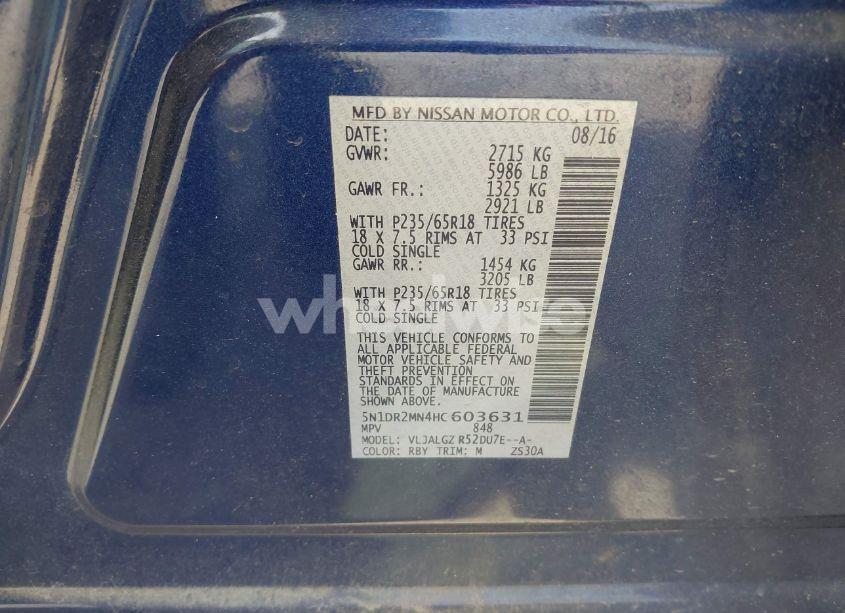 MFD BY NISSAN MOTOR CO., LTD.
DATE: 08/16
GVWR: 2715 KG
5986 LB
GAWR FR.: 1325 KG
2921 LB
WITH P235/65R18 TIRES
18 X 7.5 RIMS AT 33 PSI
COLD SINGLE
GAWR RR.: 1454 KG
3205 LB
WITH P235/65R18 TIRES
18 X 7.5 RIMS AT 33 PSI
COLD SINGLE
THIS VEHICLE CONFORMS TO
ALL APPLICABLE FEDERAL
MOTOR VEHICLE SAFETY AND
THEFT PREVENTION
STANDARDS IN EFFECT ON
THE DATE OF MANUFACTURE
SHOWN ABOVE.
5N1DR2MN4HC603631
MPV 848
MODEL: VLJALGZ R52DU7E--A-
COLOR: RBY TRIM: M ZS30A